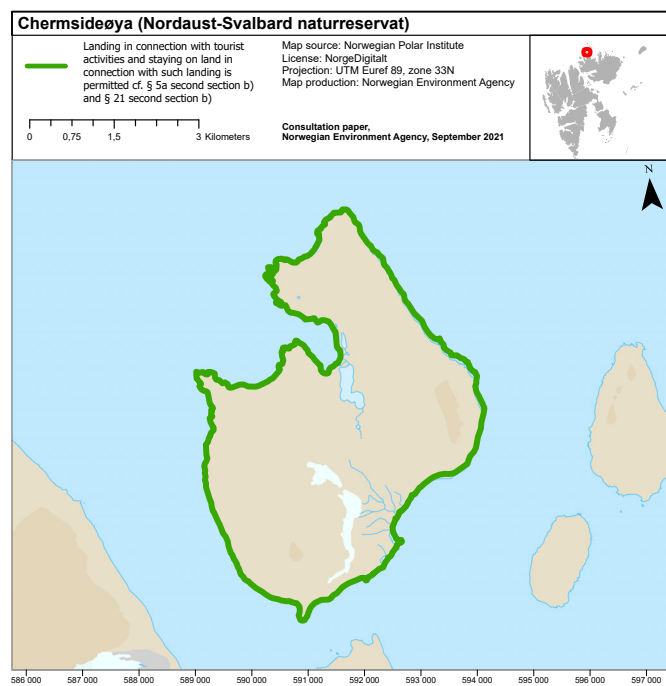 Chermsideøya (Nordaust-Svalbard naturreservat)
Landing in connection with tourist
activities and staying on land in
connection with such landing is
permitted cf. § 5a second section b)
and § 21 second section b)
0 0,75 1,5 3 Kilometers
Map source: Norwegian Polar Institute
License: NorgeDigitalt
Projection: UTM Euref 89, zone 33N
Map production: Norwegian Environment Agency
Consultation paper,
Norwegian Environment Agency, September 2021
N
586 000 587 000 588 000 589 000 590 000 591 000 592 000 593 000 594 000 595 000 596 000 597 000